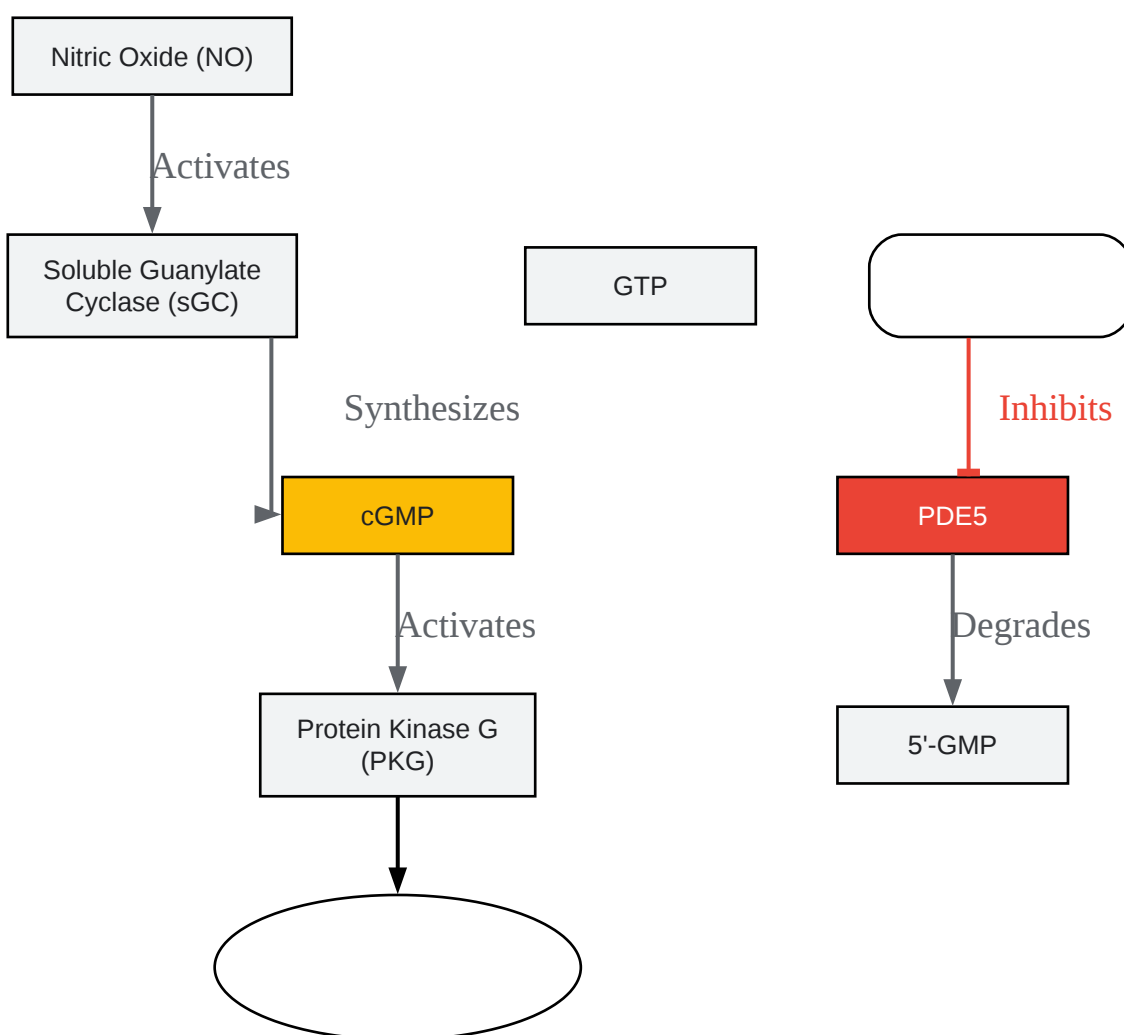 Nitric Oxide (NO)
Activates
Soluble Guanylate
Cyclase (sGC)
GTP
Synthesizes
Inhibits
cGMP
PDE5
Activates
Degrades
Protein Kinase G
(PKG)
5'-GMP